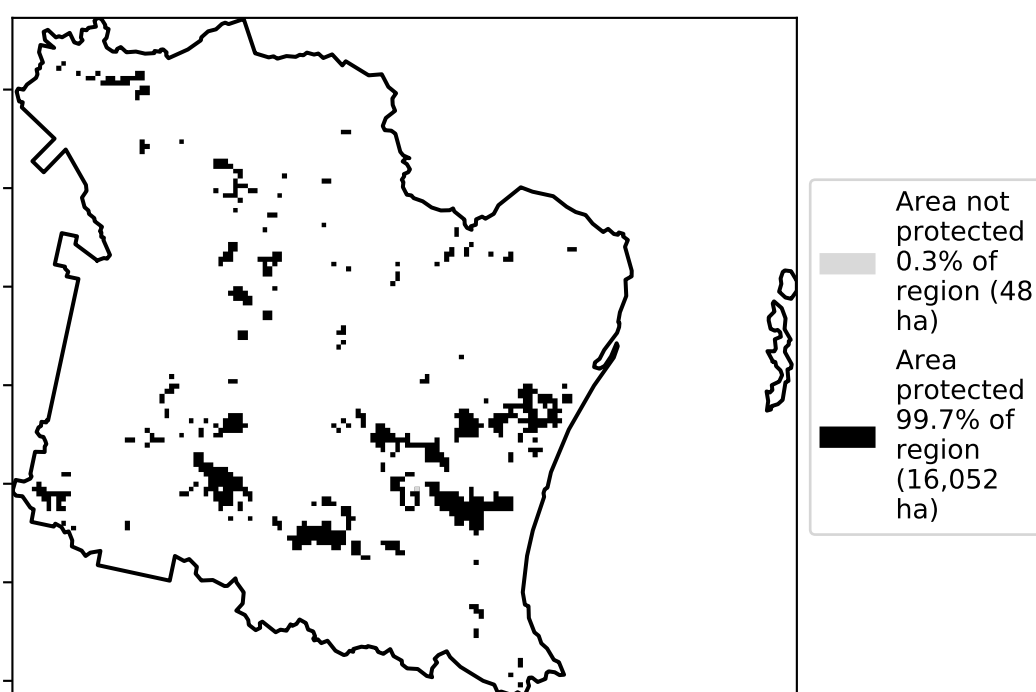 Area not
protected
0.3% of
region (48
ha)
Area
protected
99.7% of
region
(16,052
ha)